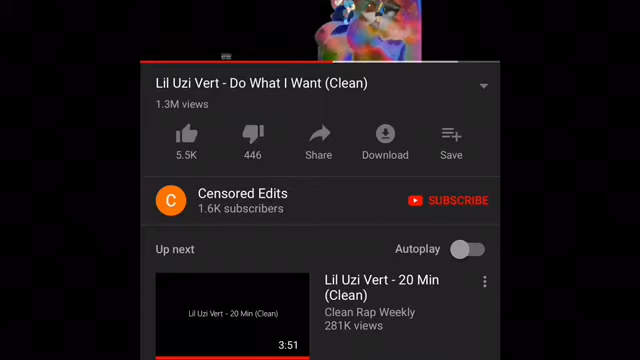 Lil Uzi Vert - Do What I Want (Clean)
1.3M views
5.5K
446
Share
Download
Save
C
Censored Edits
1.6K subscribers
SUBSCRIBE
Up next
Autoplay
Lil Uzi Vert - 20 Min (Clean)
3:51
Lil Uzi Vert - 20 Min
(Clean)
Clean Rap Weekly
281K views